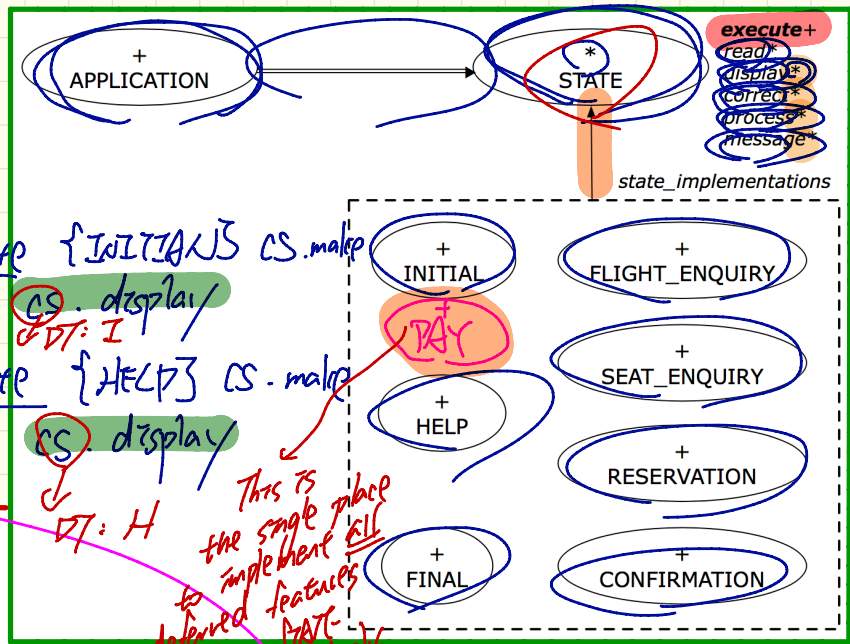 +
APPLICATION
*
STATE
execute+
read*
display*
correct*
process*
message*
state_implementations
{INITIAL} cs.make
cs.display
DT: I
{HELP} cs.make
cs.display
DT: H
+
INITIAL
+
PAY
+
HELP
+
FINAL
+
FLIGHT_ENQUIRY
+
SEAT_ENQUIRY
+
RESERVATION
+
CONFIRMATION
This is
the single place
to implement all
deferred features